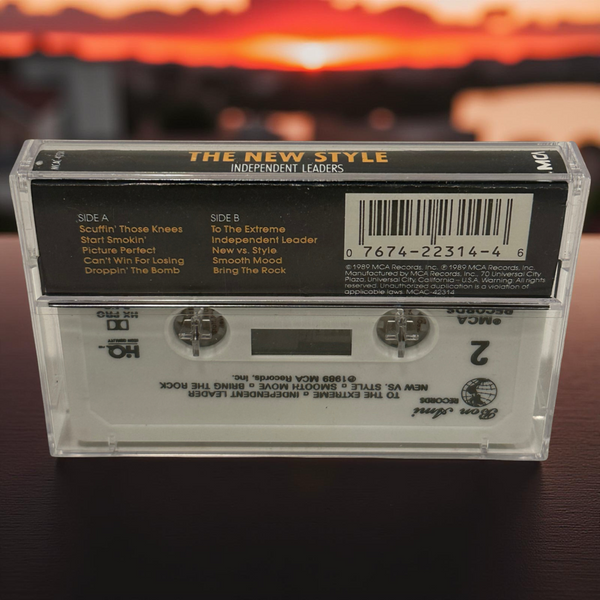 THE NEW STYLE
INDEPENDENT LEADERS
MCA
SIDE A
Scuffin' Those Knees
Start Smokin'
Picture Perfect
Can't Win For Losing
Droppin' The Bomb
SIDE B
To The Extreme
Independent Leader
New vs. Style
Smooth Mood
Bring The Rock
0 7674-22314-4 6
©1989 MCA Records, Inc. ℗ 1989 MCA Records, Inc.
Manufactured by MCA Records, Inc. 70 Universal City
Plaza, Universal City, California - U.S.A. Warning: All rights
reserved. Unauthorized duplication is a violation of
applicable laws. MCAC-42314
Bon Ami
RECORDS
TO THE EXTREME INDEPENDENT LEADER
NEW VS. STYLE SMOOTH MOVE BRING THE ROCK
℗1989 MCA Records, Inc.
2
MCA
RECORDS
HQ
HX PRO